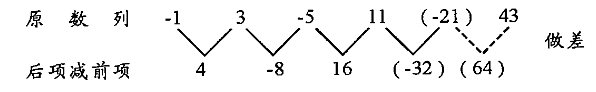 原数列 -1 3 -5 11 (-21) 43
做差
后项减前项 4 -8 16 (-32) (64)